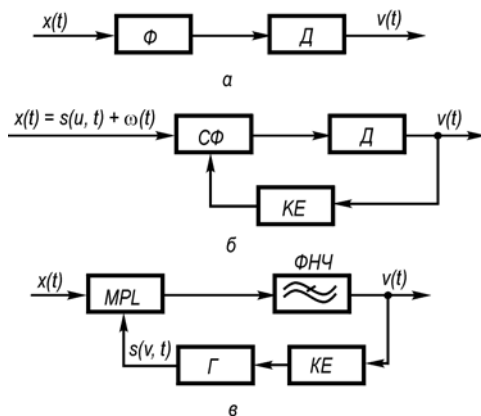 x(t) Ф Д v(t)
а
x(t) = s(u, t) + ω(t) СФ Д v(t)
КЕ
б
ФНЧ
x(t) MPL v(t)
s(v, t)
Г КЕ
в